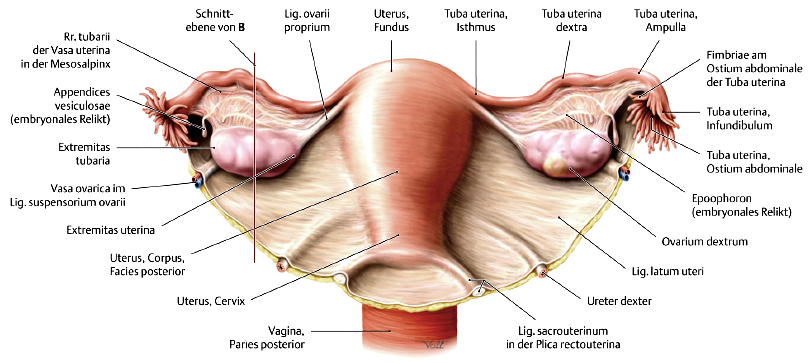 Schnitt-
ebene von B
Lig. ovarii
proprium
Uterus,
Fundus
Tuba uterina,
Isthmus
Tuba uterina
dextra
Tuba uterina,
Ampulla
Rr. tubarii
der Vasa uterina
in der Mesosalpinx
Appendices
vesiculosae
(embryonales Relikt)
Extremitas
tubaria
Vasa ovarica im
Lig. suspensorium ovarii
Extremitas uterina
Uterus, Corpus,
Facies posterior
Uterus, Cervix
Vagina,
Paries posterior
Fimbriae am
Ostium abdominale
der Tuba uterina
Tuba uterina,
Infundibulum
Tuba uterina,
Ostium abdominale
Epoophoron
(embryonales Relikt)
Ovarium dextrum
Lig. latum uteri
Ureter dexter
Lig. sacrouterinum
in der Plica rectouterina